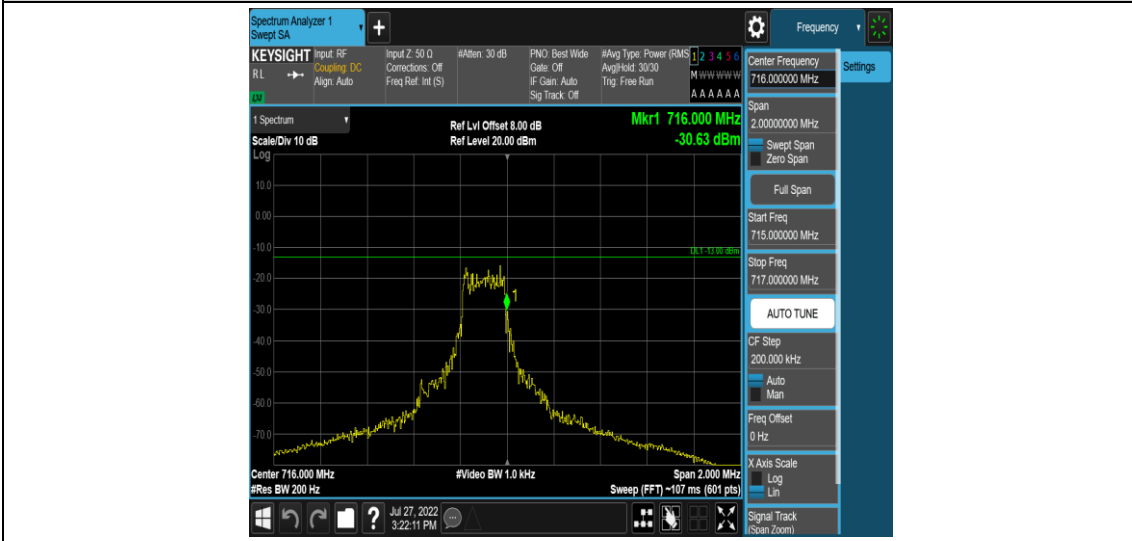 Spectrum Analyzer 1
Swept SA
+
Frequency
KEYSIGHT
RL
Input: RF
Coupling: DC
Align: Auto
Input Z: 50 Ω
Corrections: Off
Freq Ref: Int (S)
#Atten: 30 dB
PNO: Best Wide
Gate: Off
IF Gain: Auto
Sig Track: Off
#Avg Type: Power (RMS
Avg|Hold: 30/30
Trig: Free Run
1 2 3 4 5 6
M W W W W W
A A A A A A
1 Spectrum
Scale/Div 10 dB
Log
Ref Lvl Offset 8.00 dB
Ref Level 20.00 dBm
Mkr1 716.000 MHz
-30.63 dBm
10.0
0.00
-10.0
-20.0
-30.0
-40.0
-50.0
-60.0
-70.0
DL1 -13.00 dBm
1
Center 716.000 MHz
#Res BW 200 Hz
#Video BW 1.0 kHz
Span 2.000 MHz
Sweep (FFT) ~107 ms (601 pts)
Center Frequency
716.000000 MHz
Settings
Span
2.00000000 MHz
Swept Span
Zero Span
Full Span
Start Freq
715.000000 MHz
Stop Freq
717.000000 MHz
AUTO TUNE
CF Step
200.000 kHz
Auto
Man
Freq Offset
0 Hz
X Axis Scale
Log
Lin
Signal Track
(Span Zoom)
?
Jul 27, 2022
3:22:11 PM